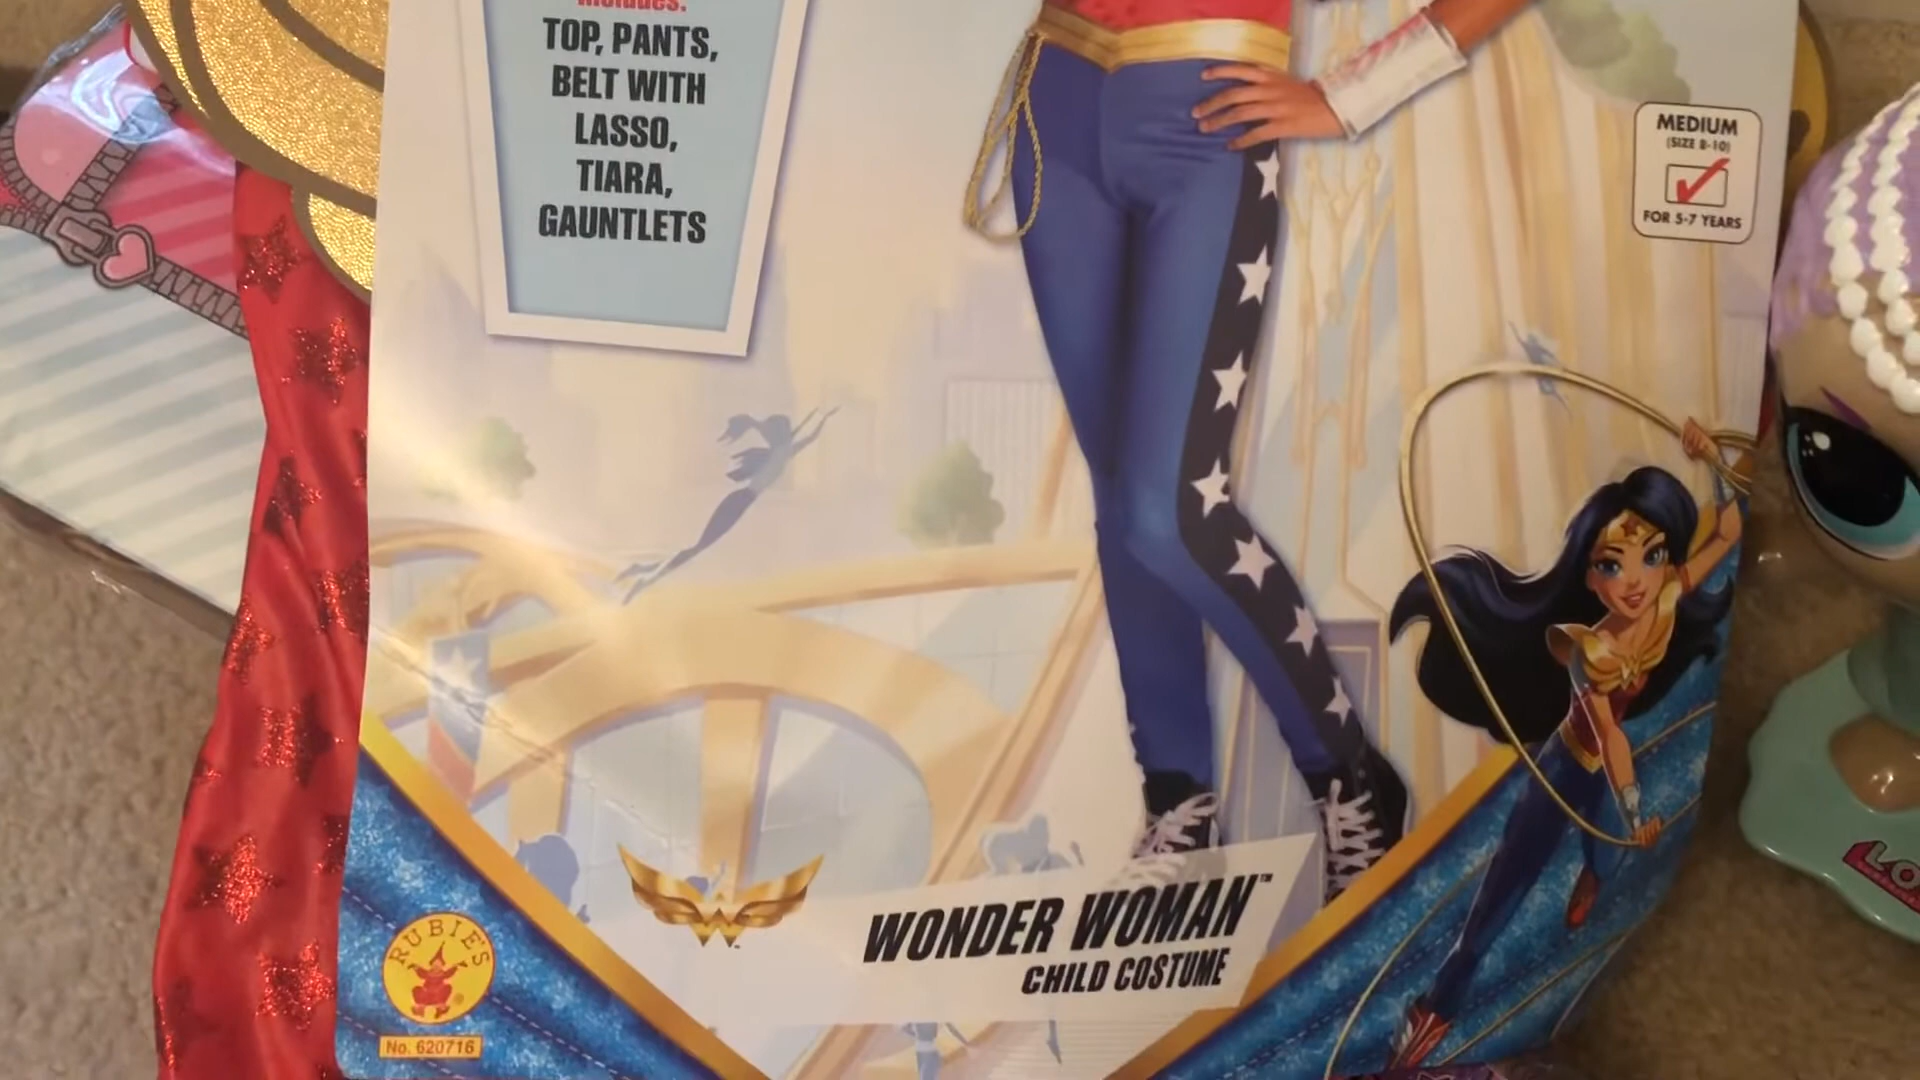 Includes:
TOP, PANTS,
BELT WITH
LASSO,
TIARA,
GAUNTLETS
MEDIUM
(SIZE 8-10)
FOR 5-7 YEARS
WONDER WOMAN™
CHILD COSTUME
RUBIE'S
®
No. 620716